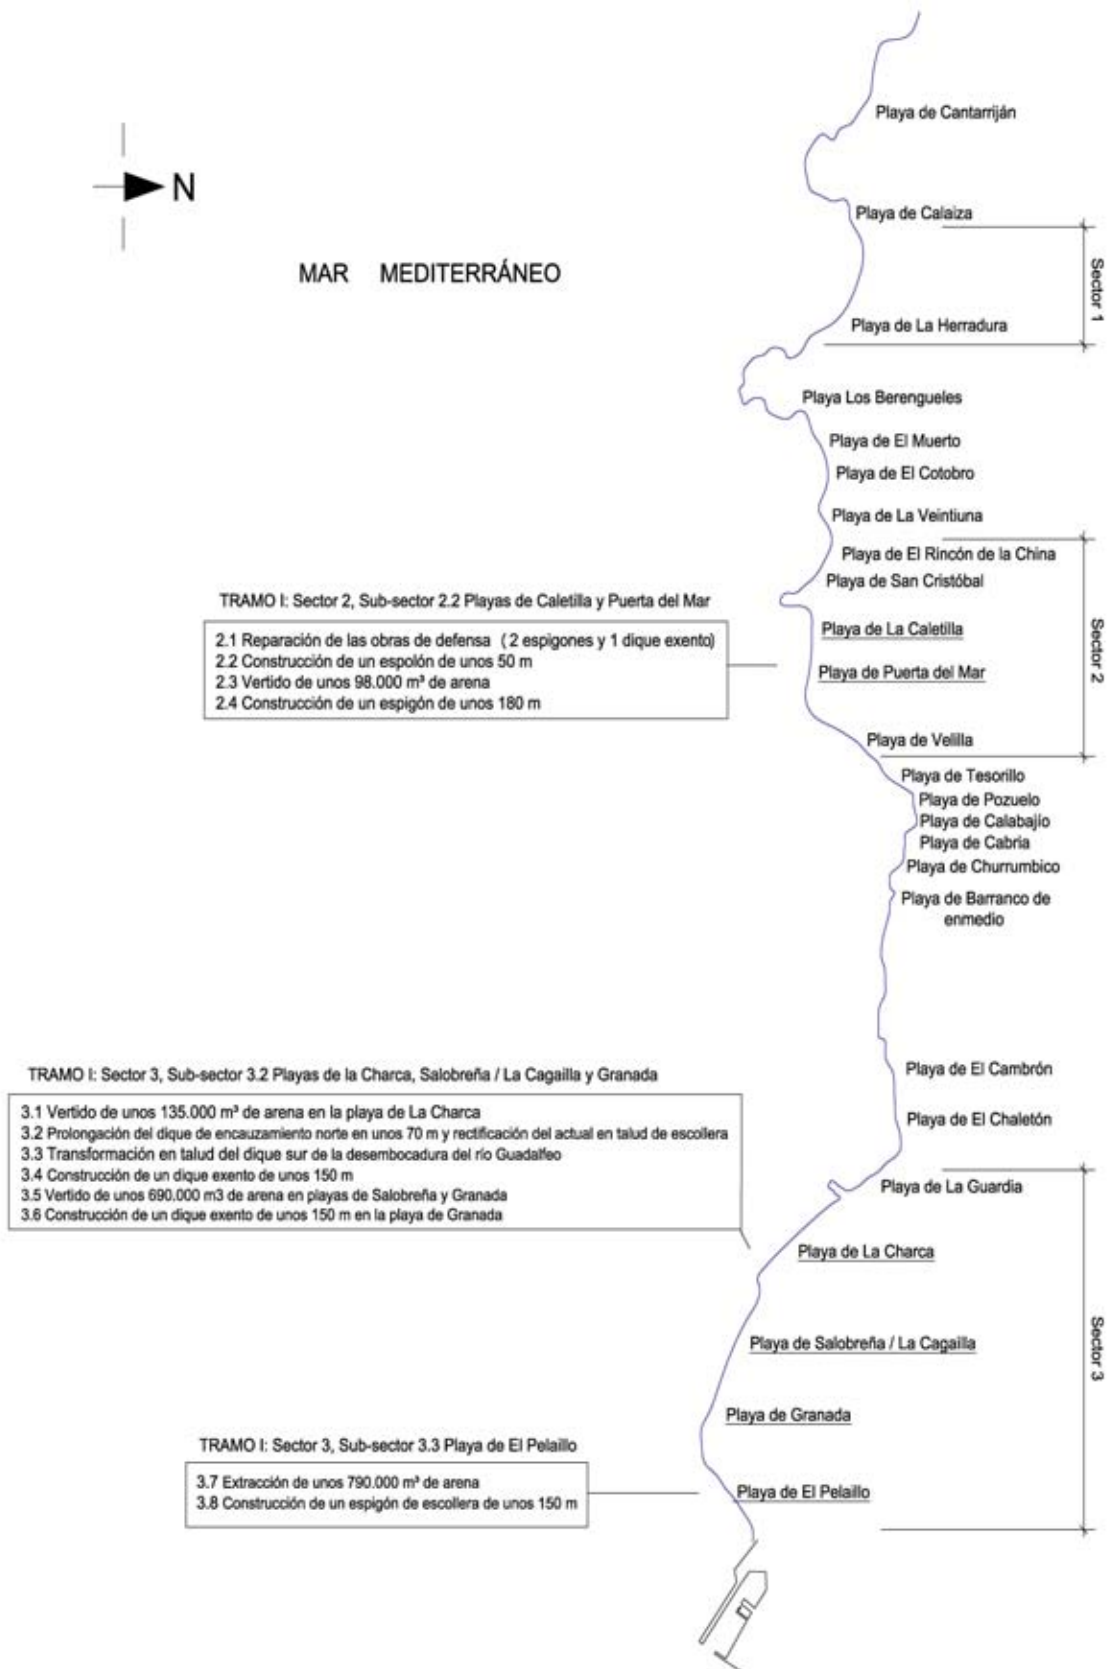 Playa de Cantarriján
N
Playa de Calaiza
MAR MEDITERRÁNEO
Sector 1
Playa de La Herradura
Playa Los Berengueles
Playa de El Muerto
Playa de El Cotobro
Playa de La Veintiuna
Playa de El Rincón de la China
Playa de San Cristóbal
TRAMO I: Sector 2, Sub-sector 2.2 Playas de Caletilla y Puerta del Mar
2.1 Reparación de las obras de defensa ( 2 espigones y 1 dique exento)
2.2 Construcción de un espolón de unos 50 m
2.3 Vertido de unos 98.000 m³ de arena
2.4 Construcción de un espigón de unos 180 m
Playa de La Caletilla
Playa de Puerta del Mar
Sector 2
Playa de Velilla
Playa de Tesorillo
Playa de Pozuelo
Playa de Calabajío
Playa de Cabria
Playa de Churrumbico
Playa de Barranco de
enmedio
Playa de El Cambrón
Playa de El Chaletón
TRAMO I: Sector 3, Sub-sector 3.2 Playas de la Charca, Salobreña / La Cagailla y Granada
3.1 Vertido de unos 135.000 m³ de arena en la playa de La Charca
3.2 Prolongación del dique de encauzamiento norte en unos 70 m y rectificación del actual en talud de escollera
3.3 Transformación en talud del dique sur de la desembocadura del río Guadalfeo
3.4 Construcción de un dique exento de unos 150 m
3.5 Vertido de unos 690.000 m3 de arena en playas de Salobreña y Granada
3.6 Construcción de un dique exento de unos 150 m en la playa de Granada
Playa de La Guardia
Playa de La Charca
Playa de Salobreña / La Cagailla
Sector 3
Playa de Granada
TRAMO I: Sector 3, Sub-sector 3.3 Playa de El Pelaillo
3.7 Extracción de unos 790.000 m³ de arena
3.8 Construcción de un espigón de escollera de unos 150 m
Playa de El Pelaillo